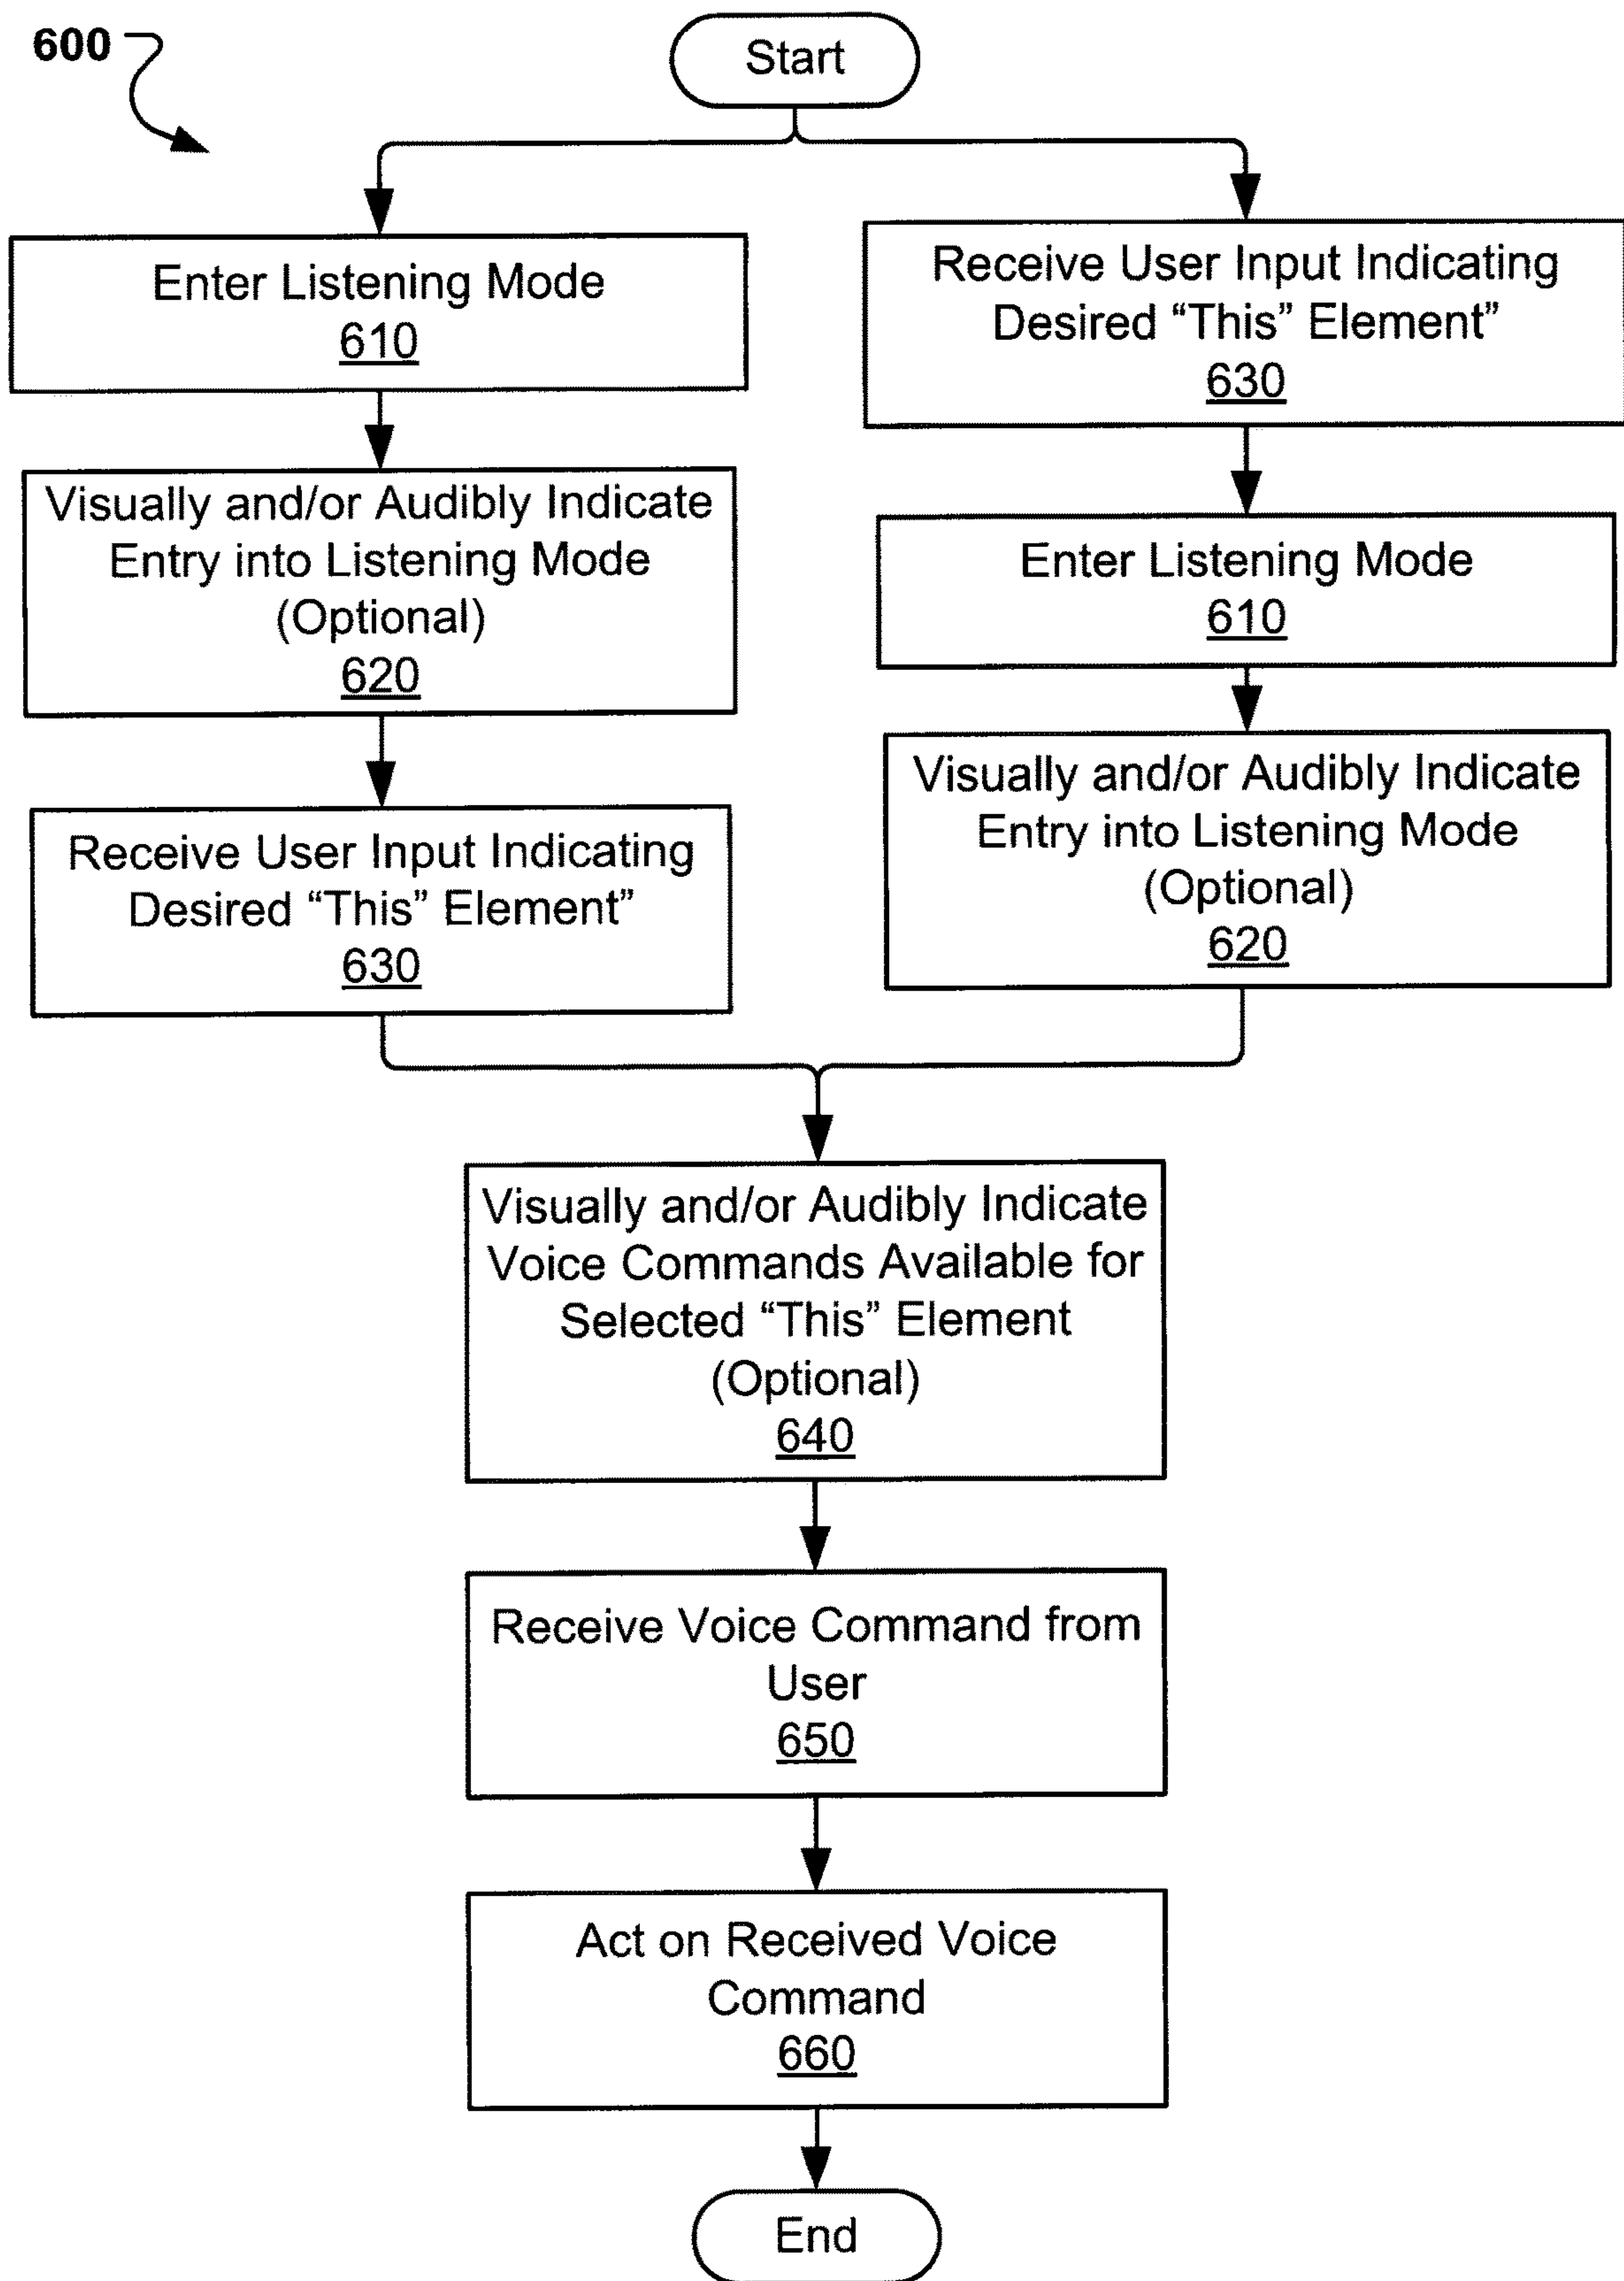 600
Start
Enter Listening Mode
610
Visually and/or Audibly Indicate
Entry into Listening Mode
(Optional)
620
Receive User Input Indicating
Desired “This” Element”
630
Receive User Input Indicating
Desired “This” Element”
630
Enter Listening Mode
610
Visually and/or Audibly Indicate
Entry into Listening Mode
(Optional)
620
Visually and/or Audibly Indicate
Voice Commands Available for
Selected “This” Element
(Optional)
640
Receive Voice Command from
User
650
Act on Received Voice
Command
660
End